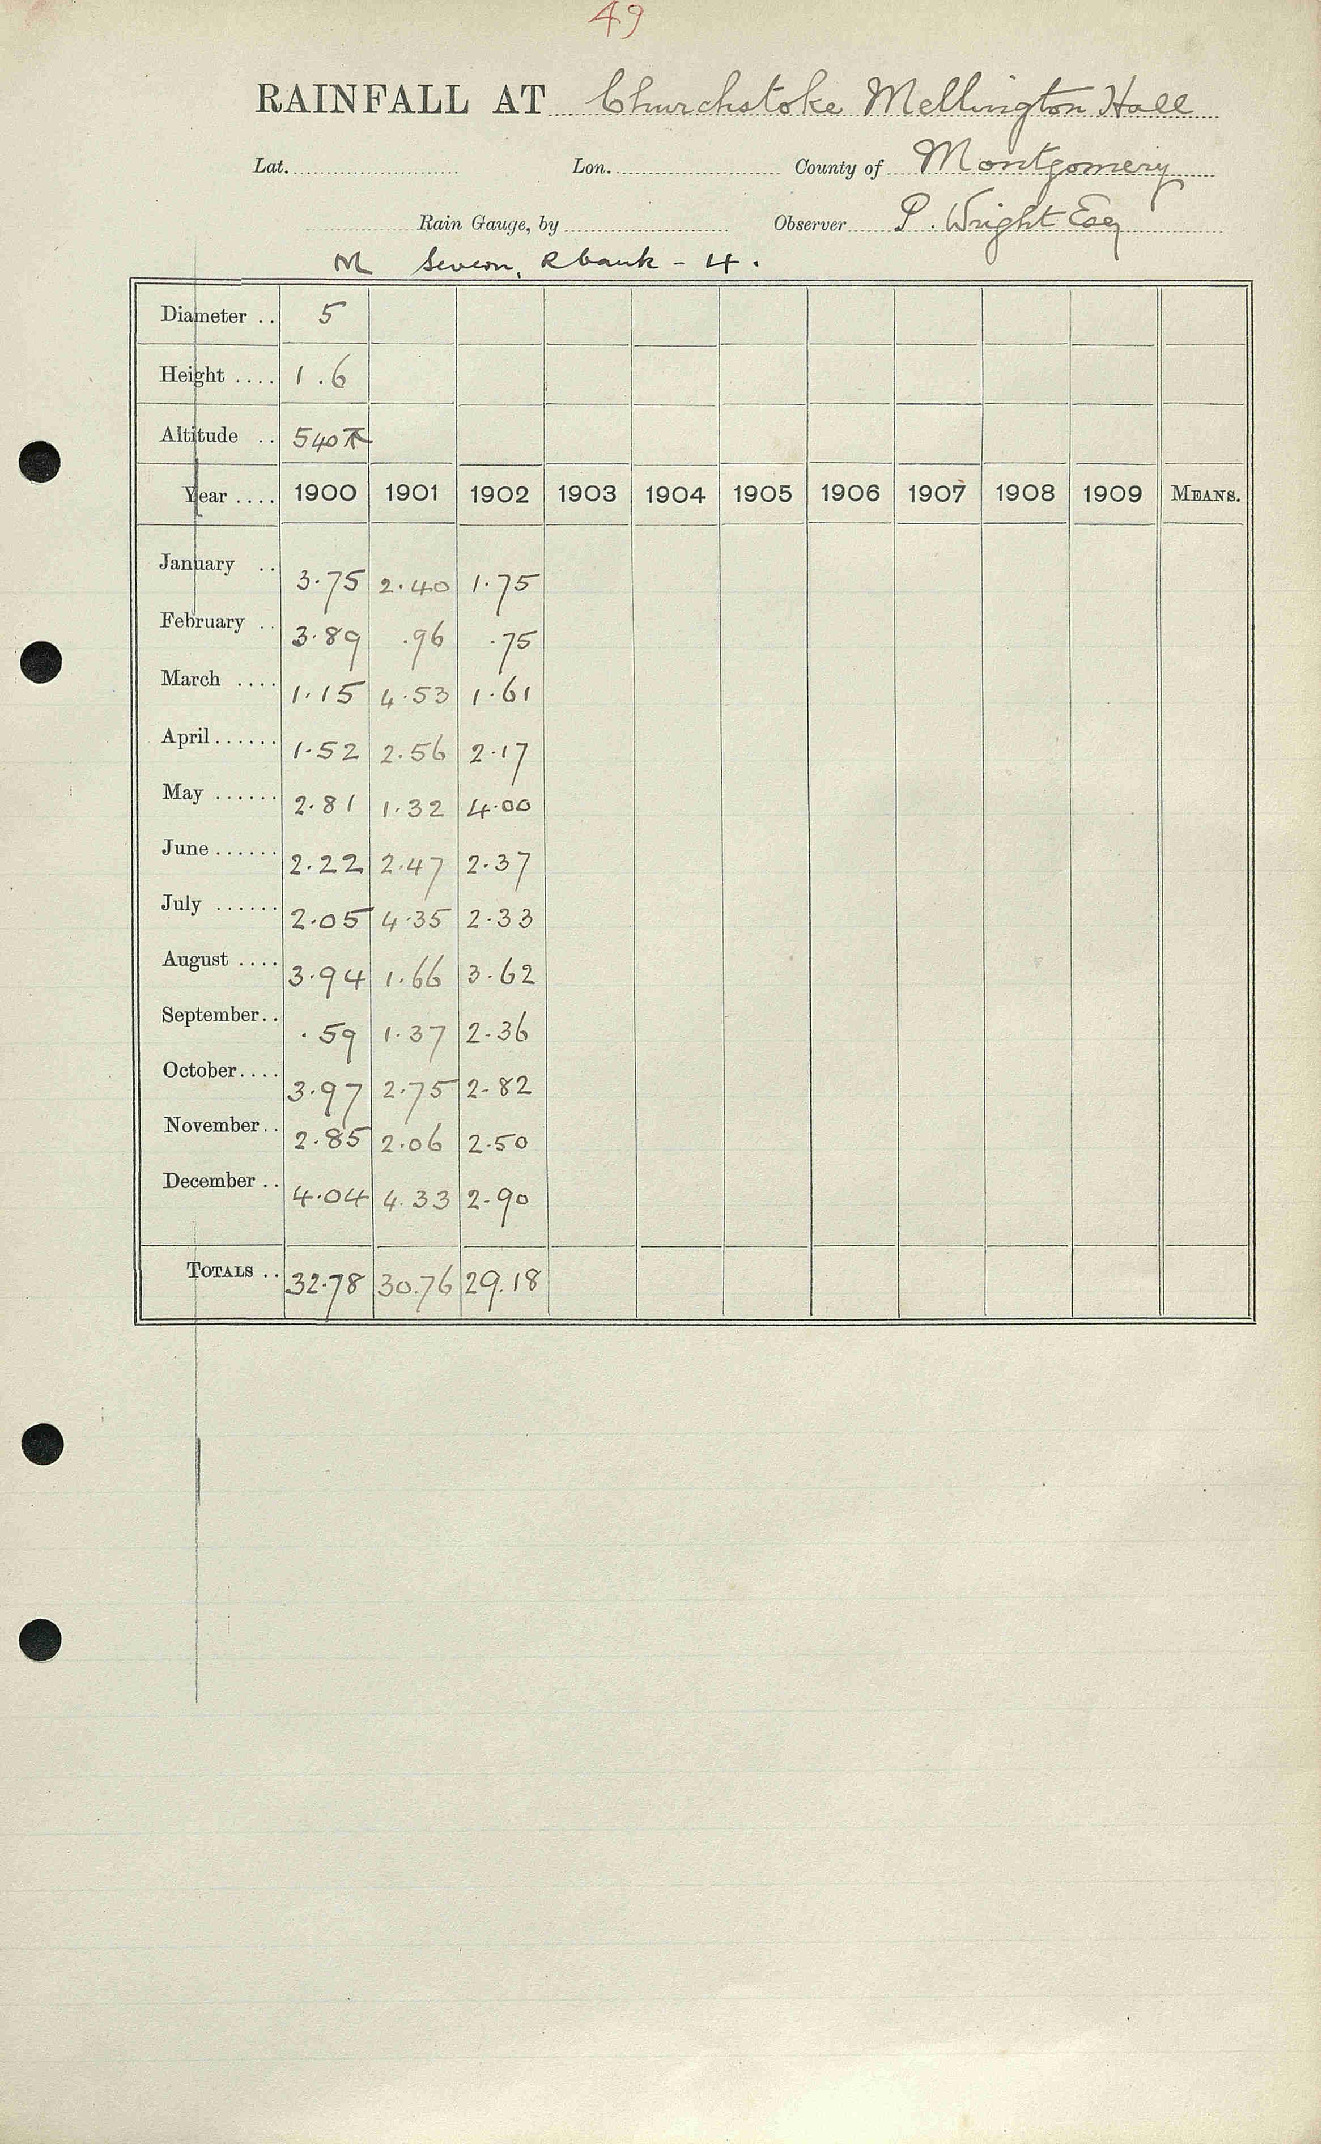 49
RAINFALL AT Churchstoke Mellington Hall
Lat. Lon. County of Montgomery
Rain Gauge, by Observer P. Wright Esq
M Severn, R bank - 4.
Diameter .. 5
Height .... 1.6
Altitude .. 540 ft
Year .... 1900 1901 1902 1903 1904 1905 1906 1907 1908 1909 MEANS.
January .. 3.75 2.40 1.75
February .. 3.89 .96 .75
March .... 1.15 4.53 1.61
April...... 1.52 2.56 2.17
May ...... 2.81 1.32 4.00
June...... 2.22 2.47 2.37
July ...... 2.05 4.35 2.33
August .... 3.94 1.66 3.62
September.. .59 1.37 2.36
October.... 3.97 2.75 2.82
November.. 2.85 2.06 2.50
December .. 4.04 4.33 2.90
TOTALS .. 32.78 30.76 29.18